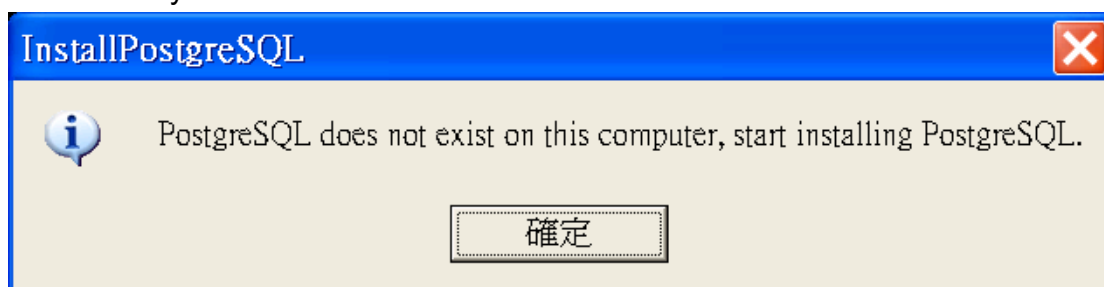 InstallPostgreSQL
PostgreSQL does not exist on this computer, start installing PostgreSQL.
確定